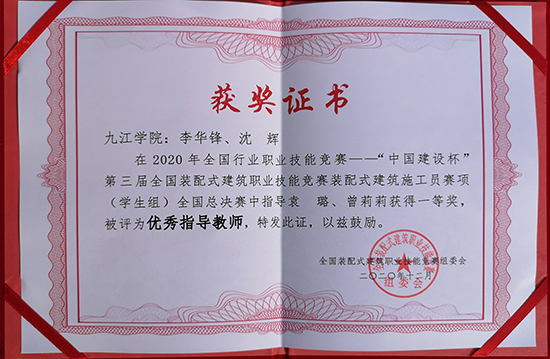 获奖证书
九江学院：李华锋、沈　辉
在2020年全国行业职业技能竞赛——“中国建设杯”
第三届全国装配式建筑职业技能竞赛装配式建筑施工员赛项
（学生组）全国总决赛中指导袁　璐、曾莉莉获得一等奖，
被评为优秀指导教师，特发此证，以兹鼓励。
全国装配式建筑职业技能竞赛组委会
二〇二〇年十二月
组委会